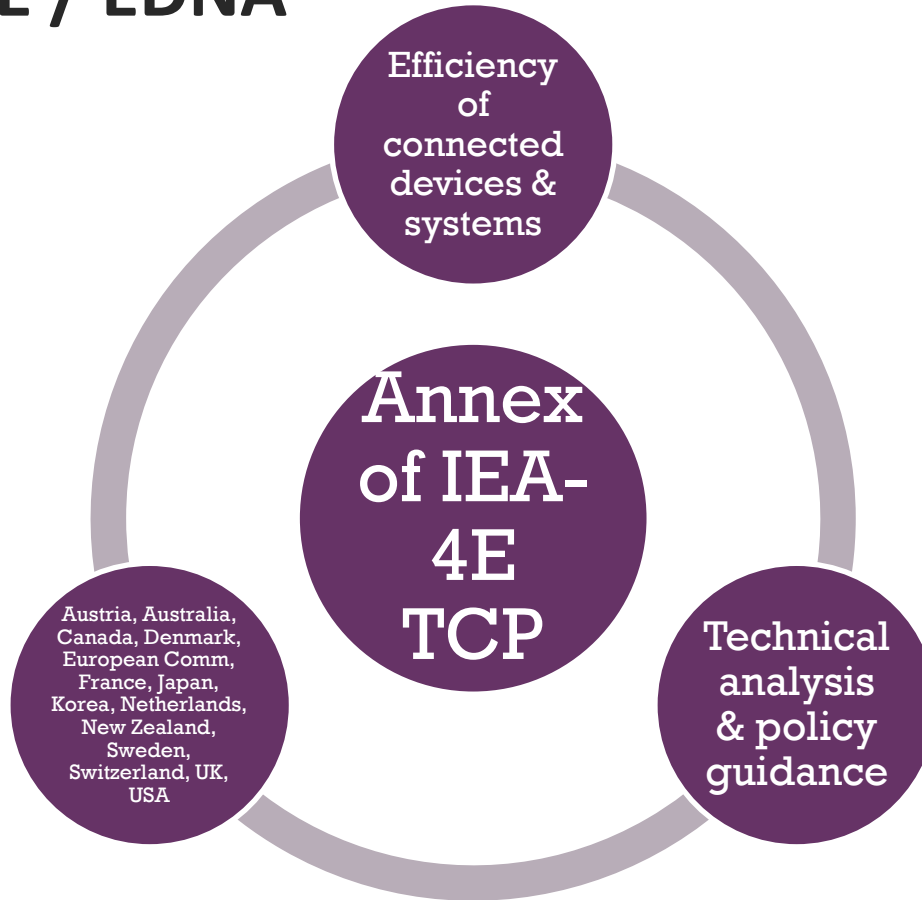 / EDNA
Efficiency
of
connected
devices &
systems
Annex
of IEA-
4E
TCP
Austria, Australia,
Canada, Denmark,
European Comm,
France, Japan,
Korea, Netherlands,
New Zealand,
Sweden,
Switzerland, UK,
USA
Technical
analysis
& policy
guidance